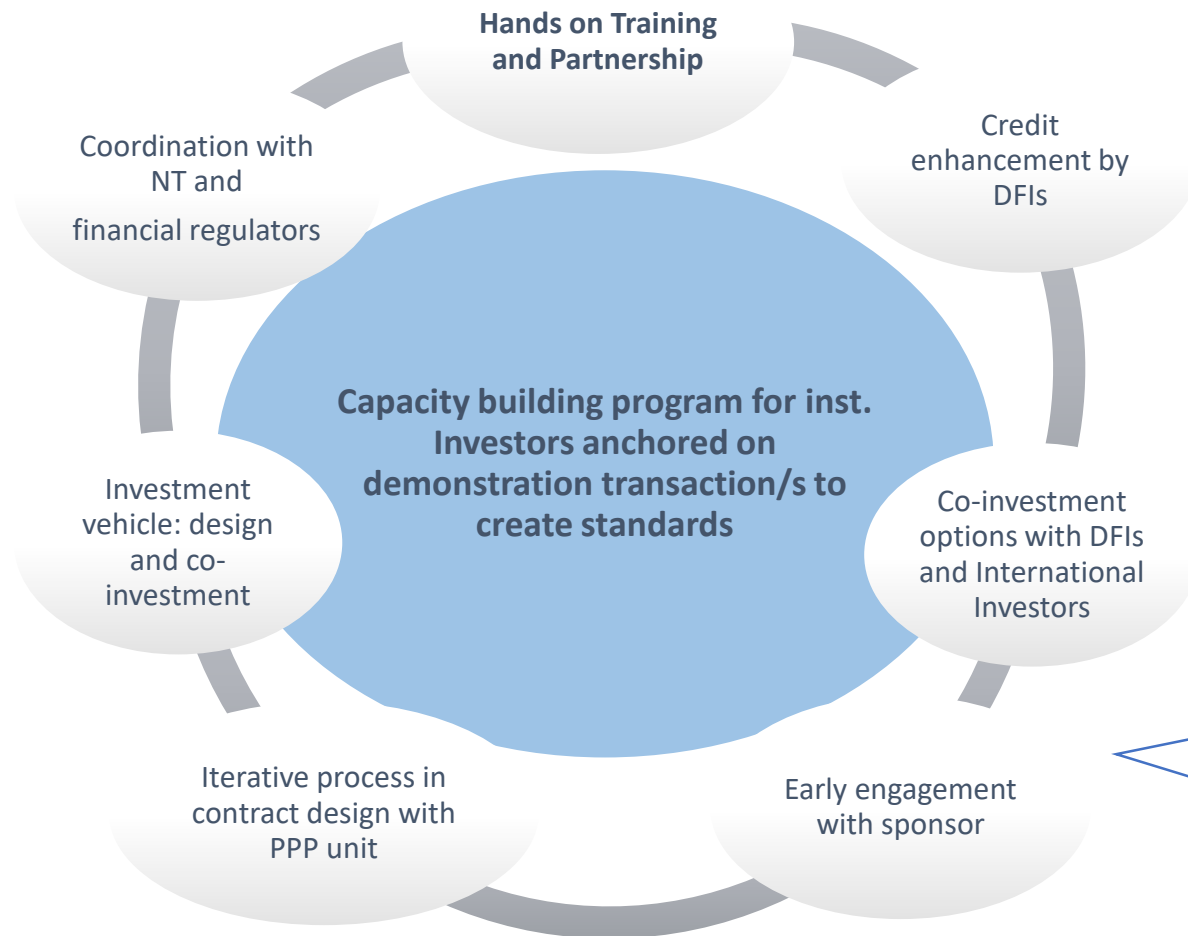 Hands on Training
and Partnership
Credit
enhancement by
DFIs
Coordination with
NT and
financial regulators
Capacity building program for inst.
Investors anchored on
demonstration transaction/s to
create standards
Investment
vehicle: design
and co-
investment
Co-investment
options with DFIs
and International
Investors
Iterative process in
contract design with
PPP unit
Early engagement
with sponsor